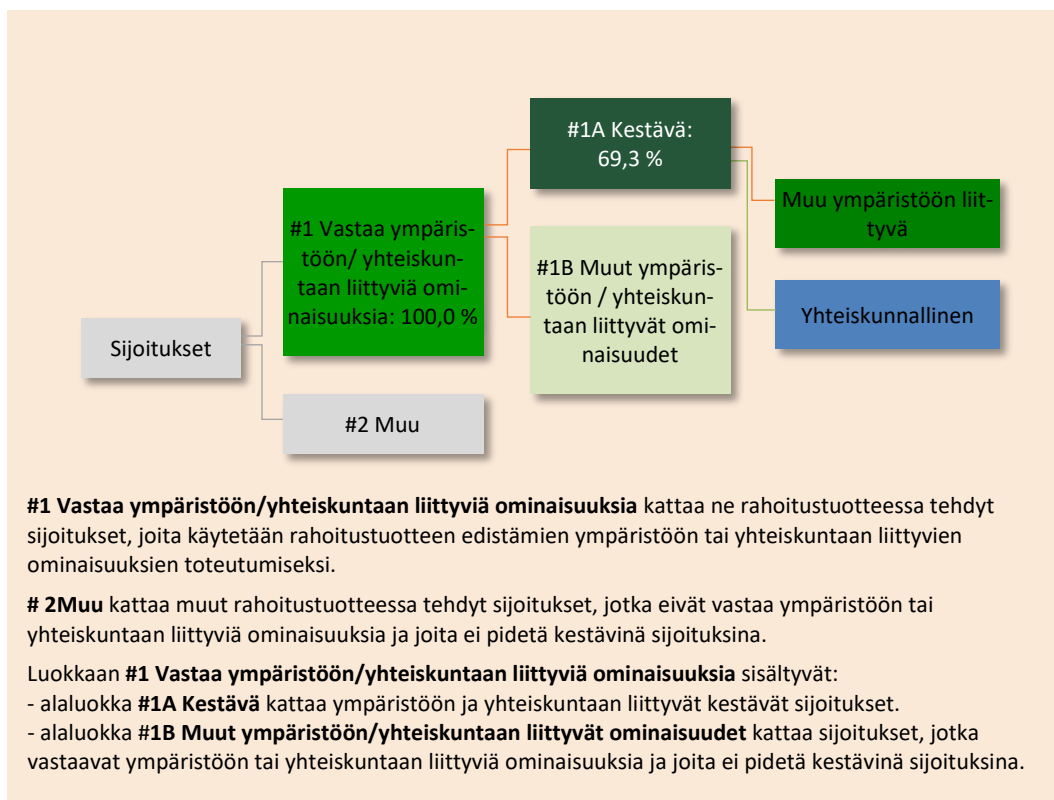 #1A Kestävä:
69,3 %
Muu ympäristöön liit-
tyvä
#1 Vastaa ympäris-
töön/ yhteiskun-
taan liittyviä omi-
naisuuksia: 100,0 %
#1B Muut ympäris-
töön / yhteiskun-
taan liittyvät omi-
naisuudet
Yhteiskunnallinen
Sijoitukset
#2 Muu
#1 Vastaa ympäristöön/yhteiskuntaan liittyviä ominaisuuksia kattaa ne rahoitustuotteessa tehdyt
sijoitukset, joita käytetään rahoitustuotteen edistämien ympäristöön tai yhteiskuntaan liittyvien
ominaisuuksien toteutumiseksi.
# 2Muu kattaa muut rahoitustuotteessa tehdyt sijoitukset, jotka eivät vastaa ympäristöön tai
yhteiskuntaan liittyviä ominaisuuksia ja joita ei pidetä kestävinä sijoituksina.
Luokkaan #1 Vastaa ympäristöön/yhteiskuntaan liittyviä ominaisuuksia sisältyvät:
- alaluokka #1A Kestävä kattaa ympäristöön ja yhteiskuntaan liittyvät kestävät sijoitukset.
- alaluokka #1B Muut ympäristöön/yhteiskuntaan liittyvät ominaisuudet kattaa sijoitukset, jotka
vastaavat ympäristöön tai yhteiskuntaan liittyviä ominaisuuksia ja joita ei pidetä kestävinä sijoituksina.